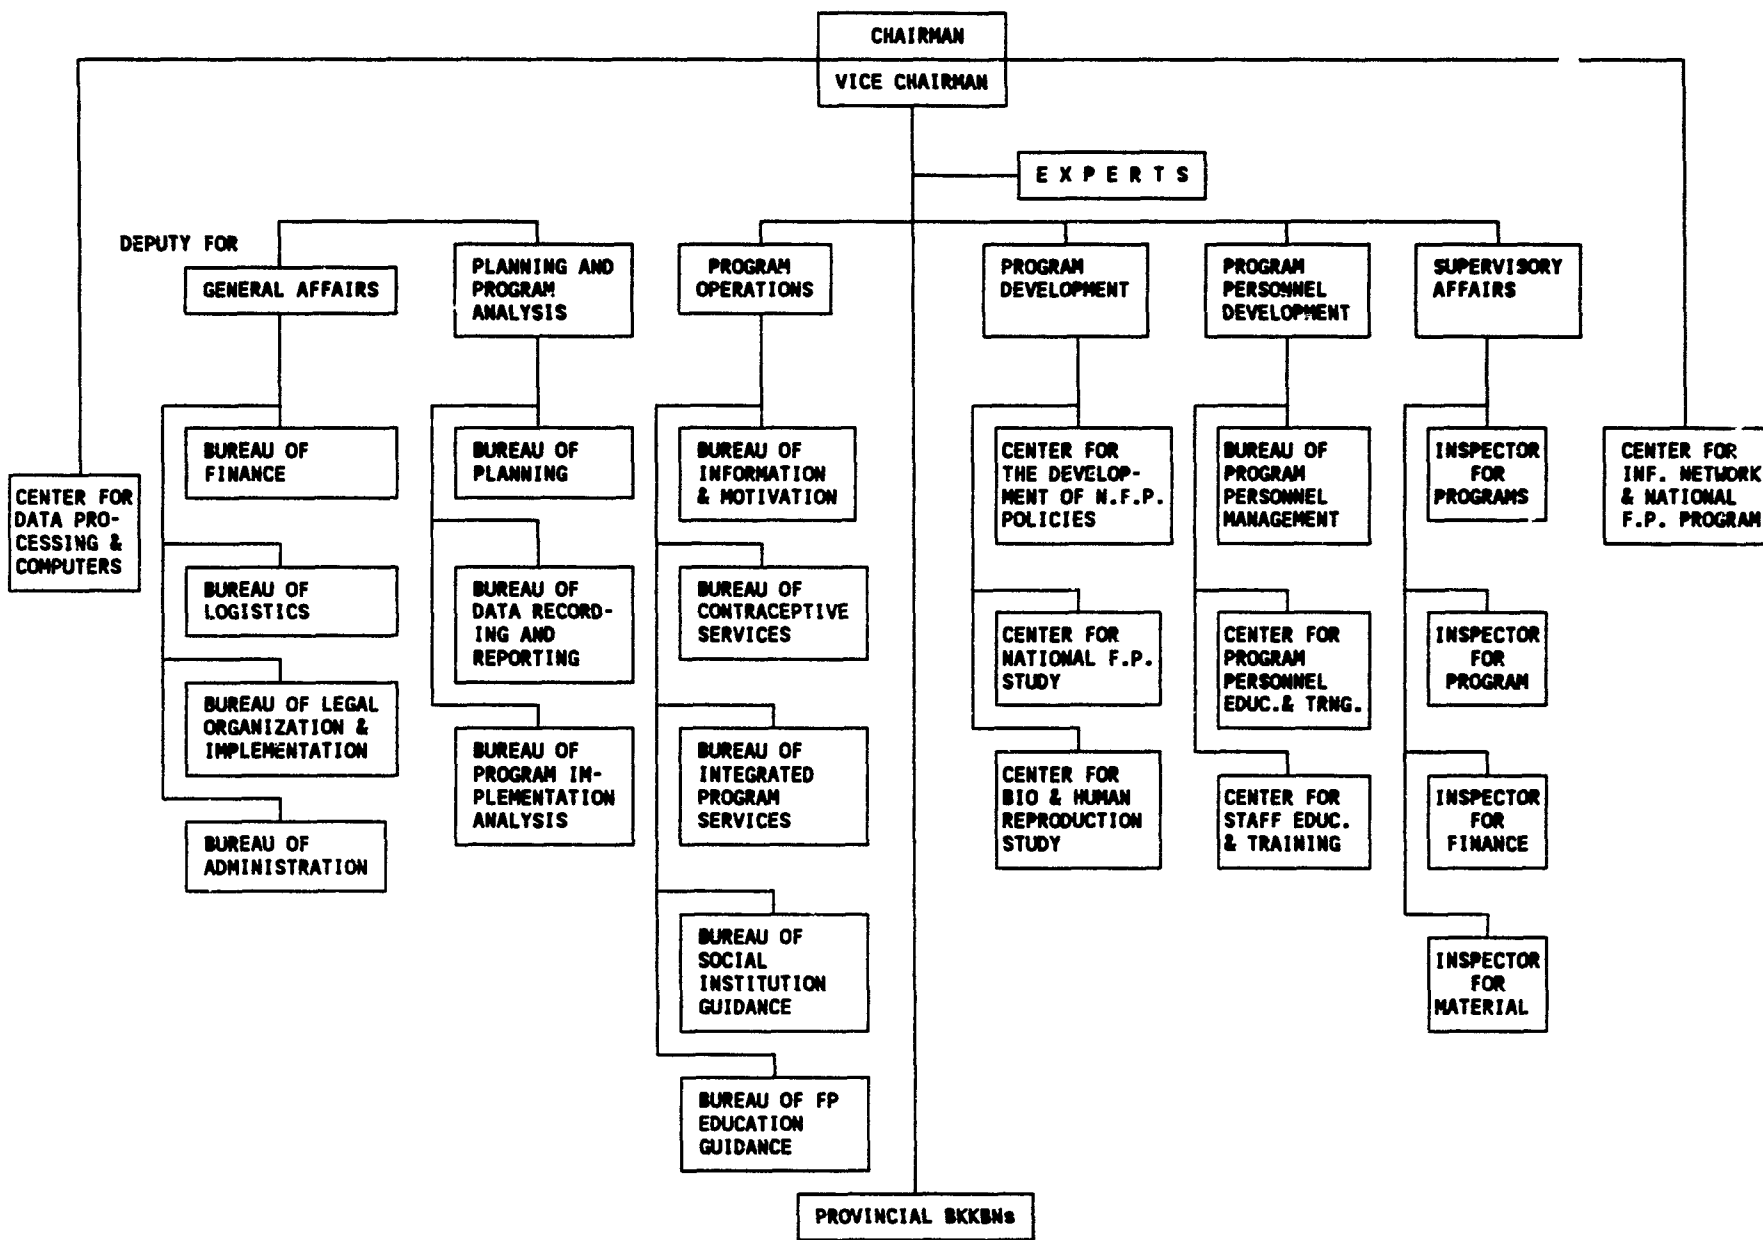 CHAIRMAN
VICE CHAIRMAN
E X P E R T S
DEPUTY FOR
GENERAL AFFAIRS
PLANNING AND
PROGRAM
ANALYSIS
PROGRAM
OPERATIONS
PROGRAM
DEVELOPMENT
PROGRAM
PERSONNEL
DEVELOPMENT
SUPERVISORY
AFFAIRS
CENTER FOR
DATA PRO-
CESSING &
COMPUTERS
BUREAU OF
FINANCE
BUREAU OF
LOGISTICS
BUREAU OF LEGAL
ORGANIZATION &
IMPLEMENTATION
BUREAU OF
ADMINISTRATION
BUREAU OF
PLANNING
BUREAU OF
DATA RECORD-
ING AND
REPORTING
BUREAU OF
PROGRAM IM-
PLEMENTATION
ANALYSIS
BUREAU OF
INFORMATION
& MOTIVATION
BUREAU OF
CONTRACEPTIVE
SERVICES
BUREAU OF
INTEGRATED
PROGRAM
SERVICES
BUREAU OF
SOCIAL
INSTITUTION
GUIDANCE
BUREAU OF FP
EDUCATION
GUIDANCE
CENTER FOR
THE DEVELOP-
MENT OF N.F.P.
POLICIES
CENTER FOR
NATIONAL F.P.
STUDY
CENTER FOR
BIO & HUMAN
REPRODUCTION
STUDY
BUREAU OF
PROGRAM
PERSONNEL
MANAGEMENT
CENTER FOR
PROGRAM
PERSONNEL
EDUC.& TRNG.
CENTER FOR
STAFF EDUC.
& TRAINING
INSPECTOR
FOR
PROGRAMS
INSPECTOR
FOR
PROGRAM
INSPECTOR
FOR
FINANCE
INSPECTOR
FOR
MATERIAL
CENTER FOR
INF. NETWORK
& NATIONAL
F.P. PROGRAM
PROVINCIAL BKKBNs